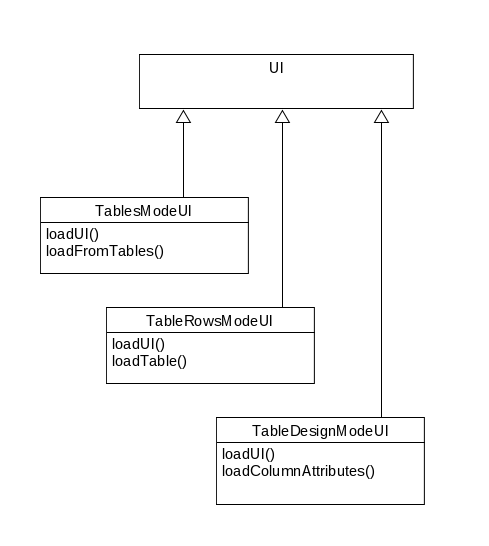 UI
TablesModeUI
loadUI()
loadFromTables()
TableRowsModeUI
loadUI()
loadTable()
TableDesignModeUI
loadUI()
loadColumnAttributes()